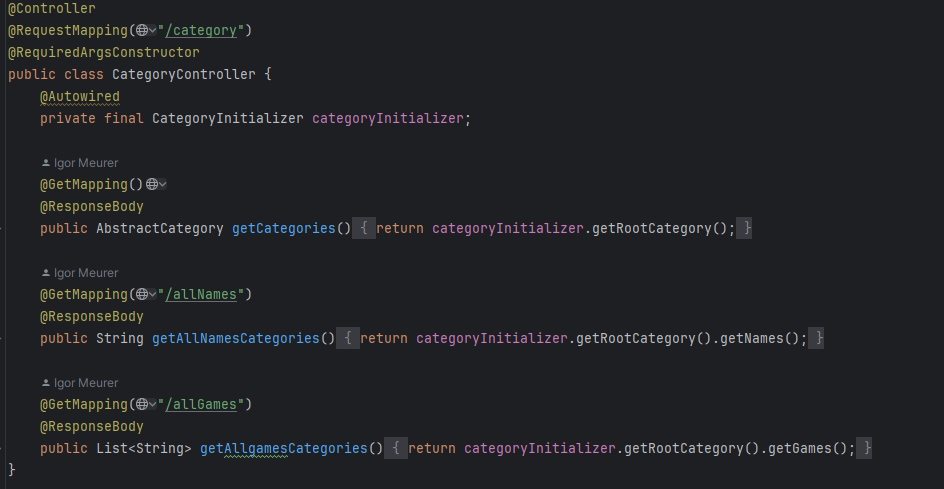 @Controller
@RequestMapping("/category")
@RequiredArgsConstructor
public class CategoryController {
@Autowired
private final CategoryInitializer categoryInitializer;
Igor Meurer
@GetMapping()
@ResponseBody
public AbstractCategory getCategories() { return categoryInitializer.getRootCategory(); }
Igor Meurer
@GetMapping("/allNames")
@ResponseBody
public String getAllNamesCategories() { return categoryInitializer.getRootCategory().getNames(); }
Igor Meurer
@GetMapping("/allGames")
@ResponseBody
public List<String> getAllgamesCategories() { return categoryInitializer.getRootCategory().getGames(); }
}